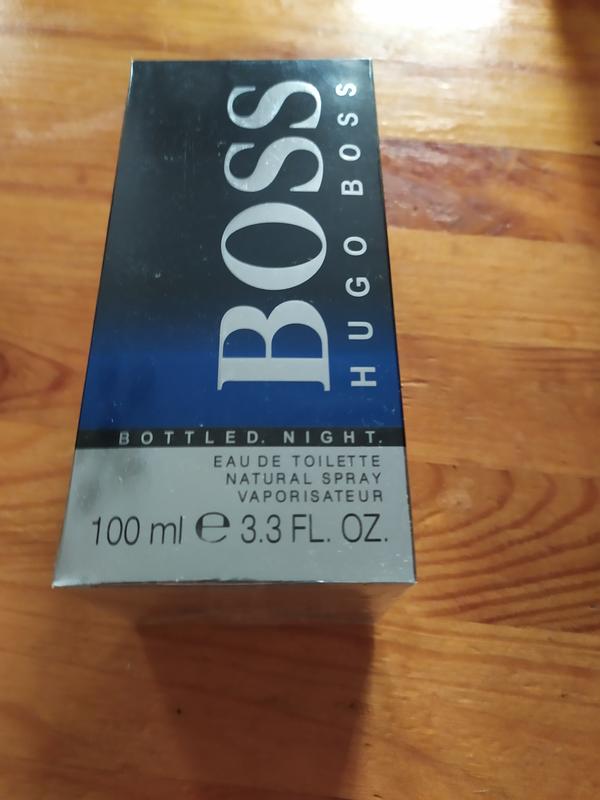 BOSS
HUGO BOSS
BOTTLED. NIGHT.
EAU DE TOILETTE
NATURAL SPRAY
VAPORISATEUR
100 ml ℮ 3.3 FL. OZ.